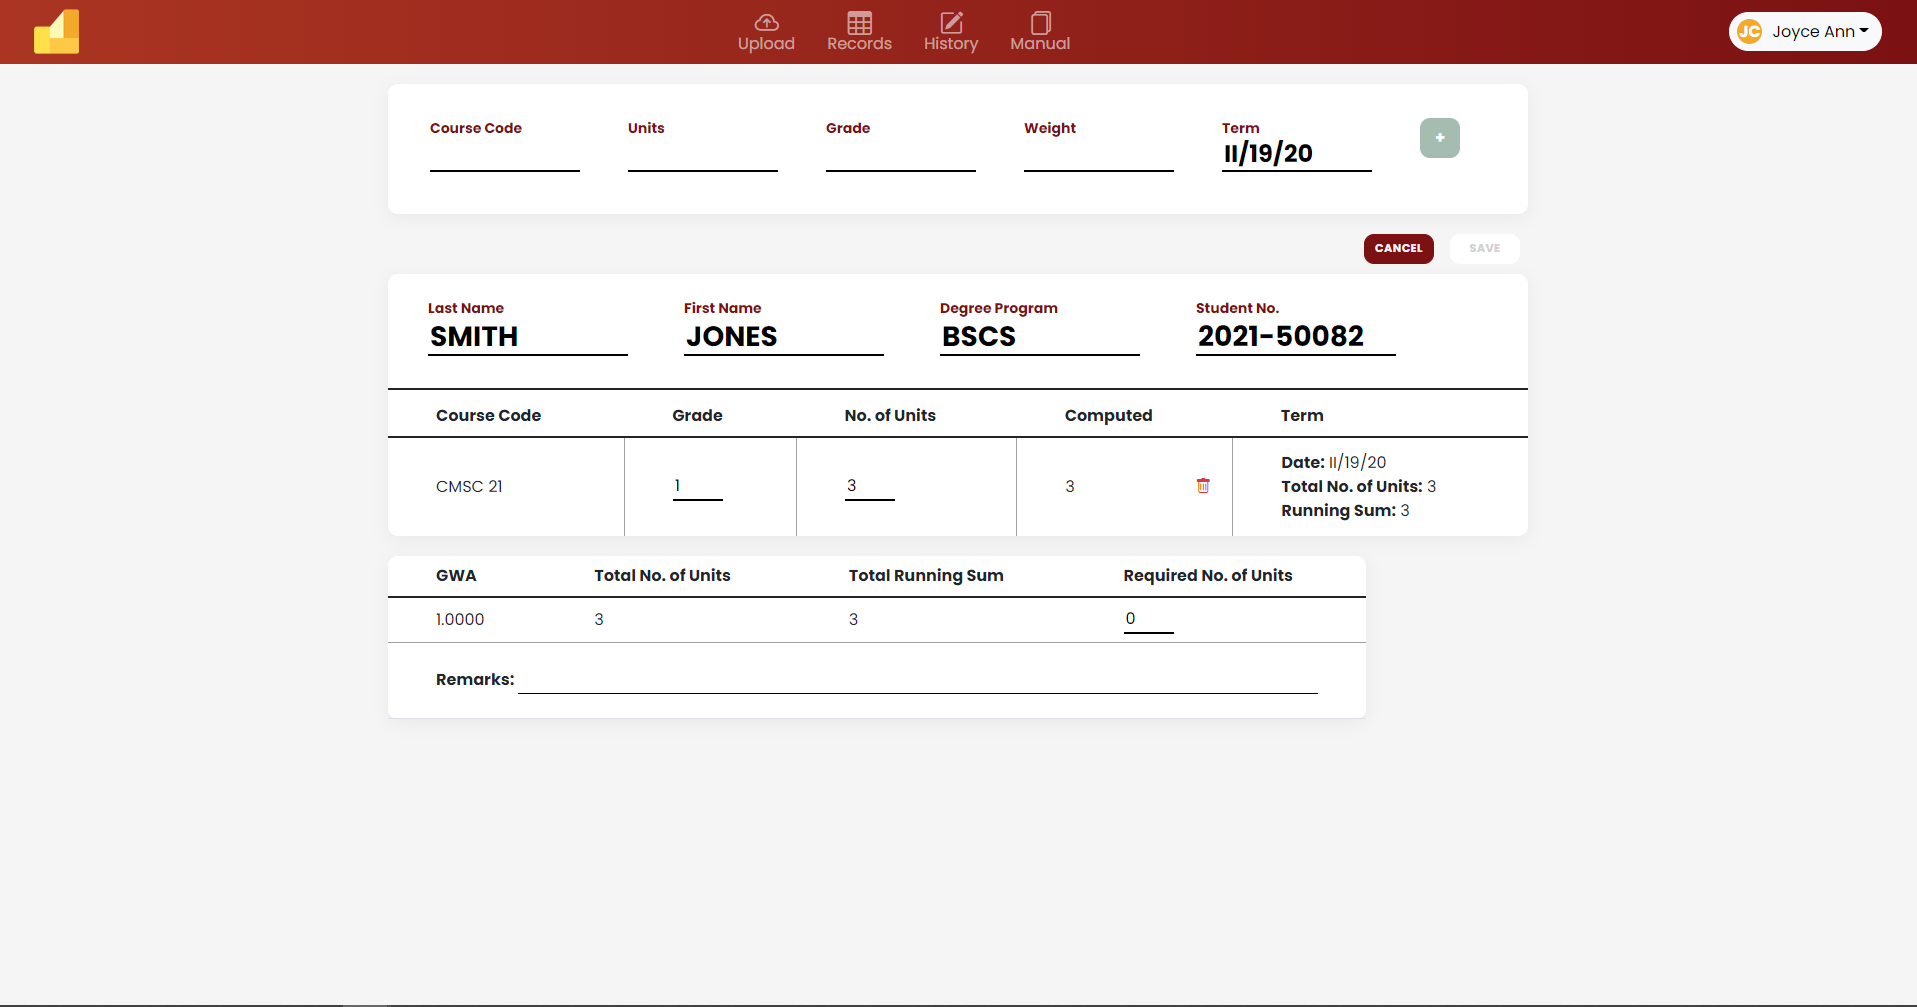 Upload Records History Manual
JC Joyce Ann
Course Code Units Grade Weight Term
II/19/20
+
CANCEL SAVE
Last Name First Name Degree Program Student No.
SMITH JONES BSCS 2021-50082
Course Code Grade No. of Units Computed Term
CMSC 21 1 3 3
Date: II/19/20
Total No. of Units: 3
Running Sum: 3
GWA Total No. of Units Total Running Sum Required No. of Units
1.0000 3 3 0
Remarks: